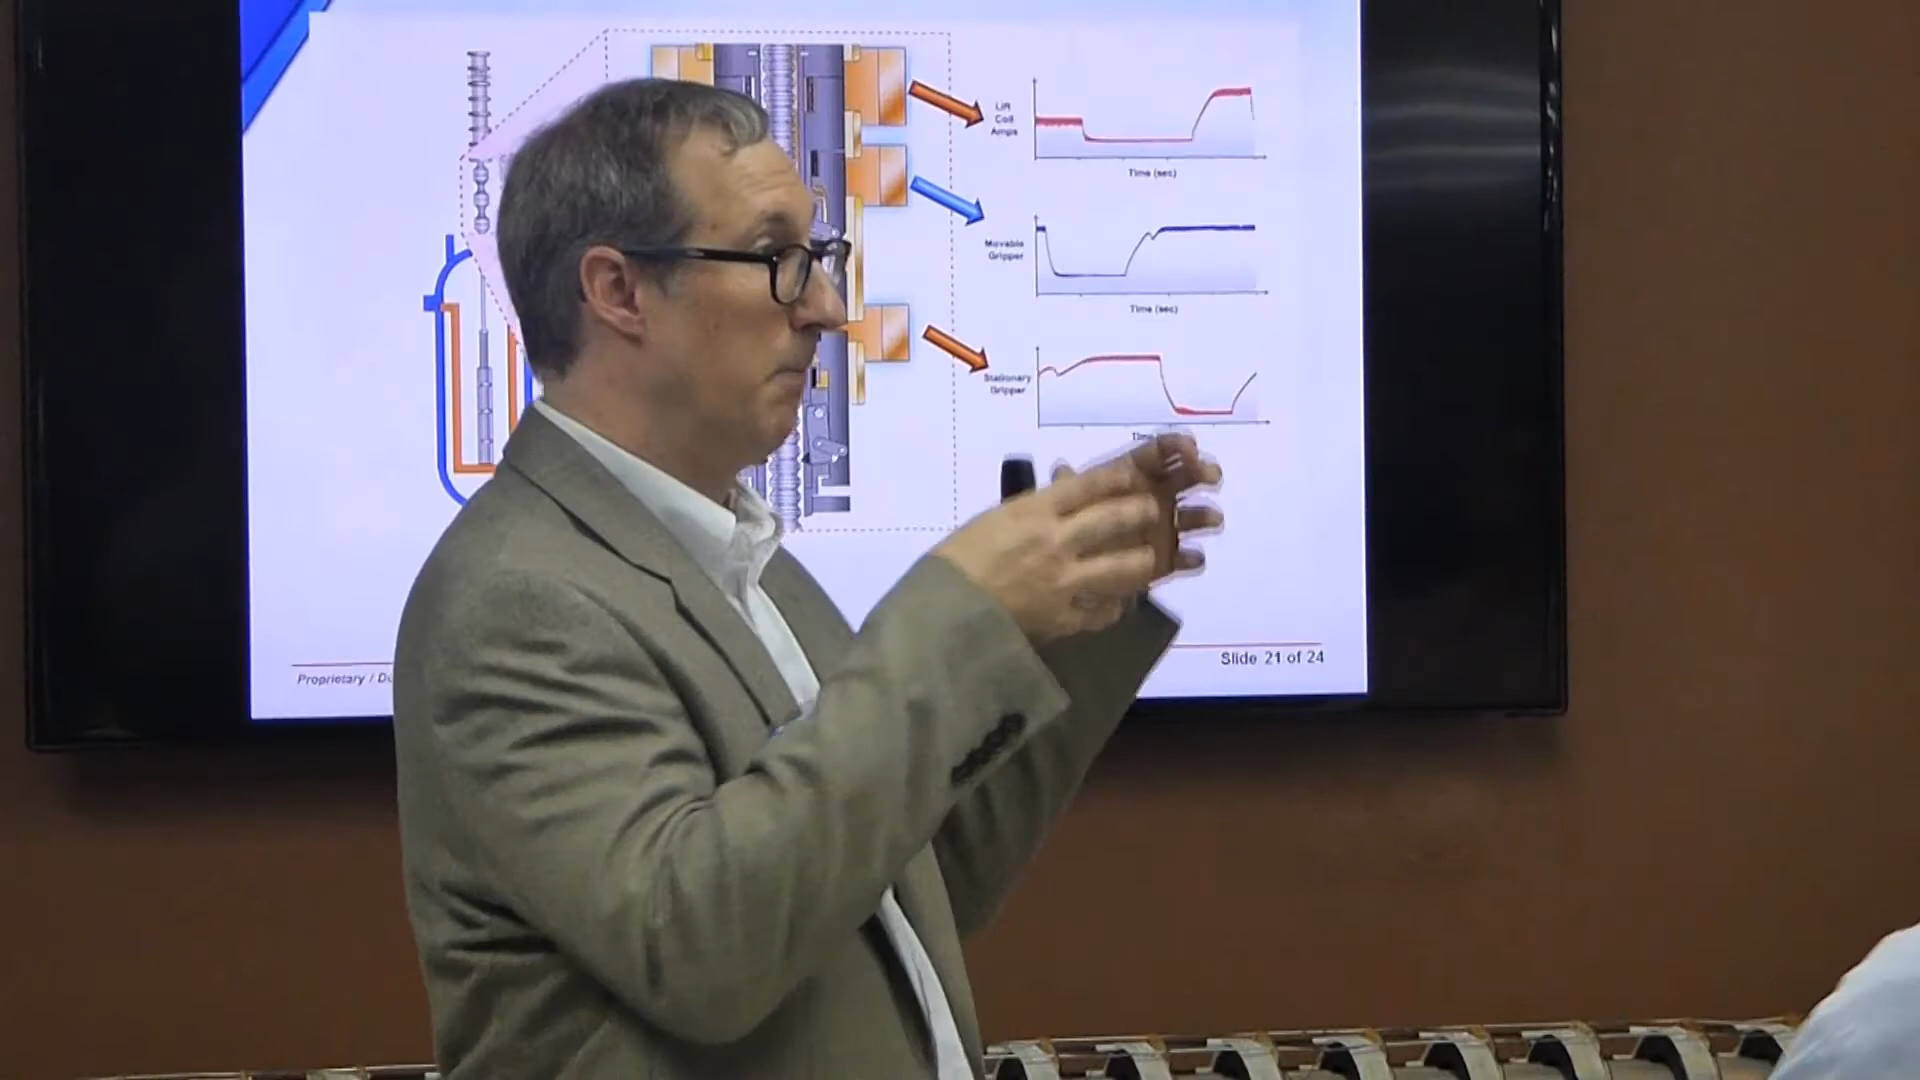 Lift
Coil
Amps
Time (sec)
Movable
Gripper
Time (sec)
Stationary
Gripper
Slide 21 of 24
Proprietary /